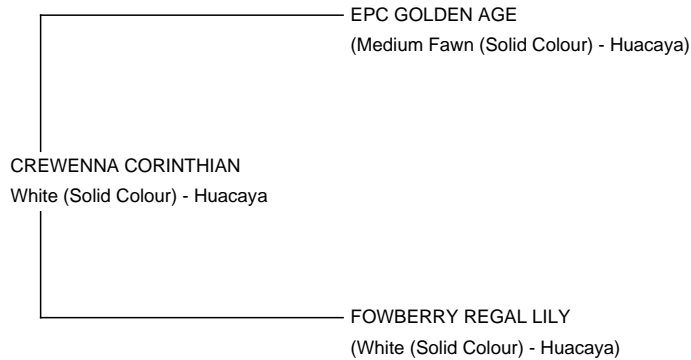 EPC GOLDEN AGE
(Medium Fawn (Solid Colour) - Huacaya)
CREWENNA CORINTHIAN
White (Solid Colour) - Huacaya
FOWBERRY REGAL LILY
(White (Solid Colour) - Huacaya)